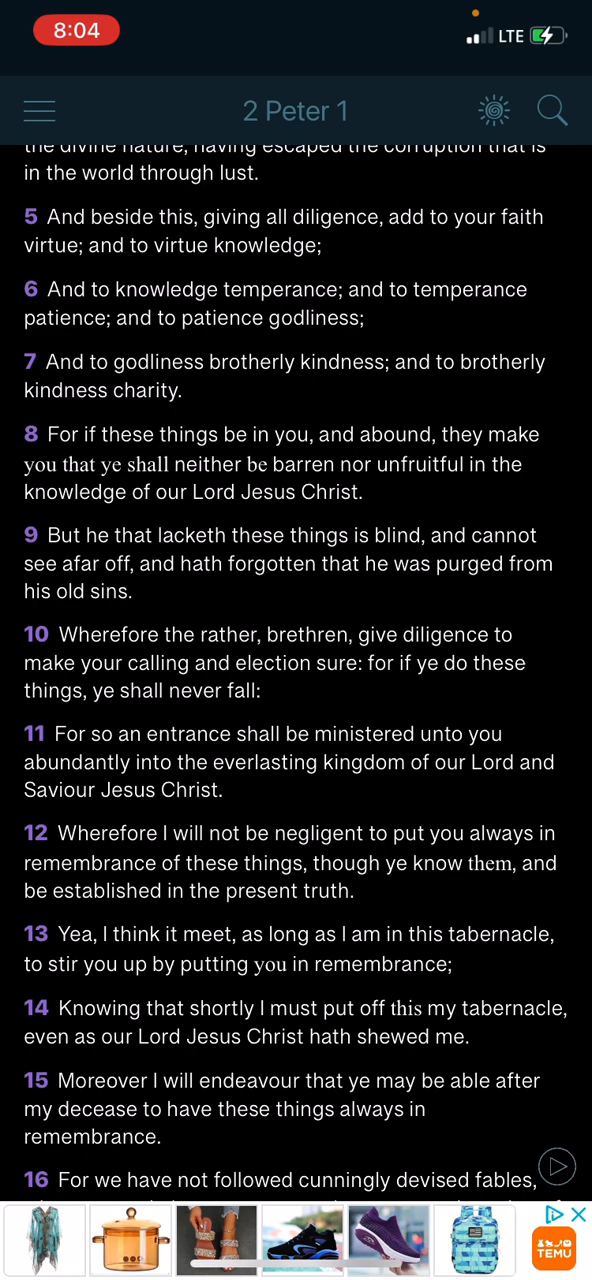 8:04
LTE
2 Peter 1
the divine nature, having escaped the corruption that is
in the world through lust.
5 And beside this, giving all diligence, add to your faith
virtue; and to virtue knowledge;
6 And to knowledge temperance; and to temperance
patience; and to patience godliness;
7 And to godliness brotherly kindness; and to brotherly
kindness charity.
8 For if these things be in you, and abound, they make
you that ye shall neither be barren nor unfruitful in the
knowledge of our Lord Jesus Christ.
9 But he that lacketh these things is blind, and cannot
see afar off, and hath forgotten that he was purged from
his old sins.
10 Wherefore the rather, brethren, give diligence to
make your calling and election sure: for if ye do these
things, ye shall never fall:
11 For so an entrance shall be ministered unto you
abundantly into the everlasting kingdom of our Lord and
Saviour Jesus Christ.
12 Wherefore I will not be negligent to put you always in
remembrance of these things, though ye know them, and
be established in the present truth.
13 Yea, I think it meet, as long as I am in this tabernacle,
to stir you up by putting you in remembrance;
14 Knowing that shortly I must put off this my tabernacle,
even as our Lord Jesus Christ hath shewed me.
15 Moreover I will endeavour that ye may be able after
my decease to have these things always in
remembrance.
16 For we have not followed cunningly devised fables,
TEMU